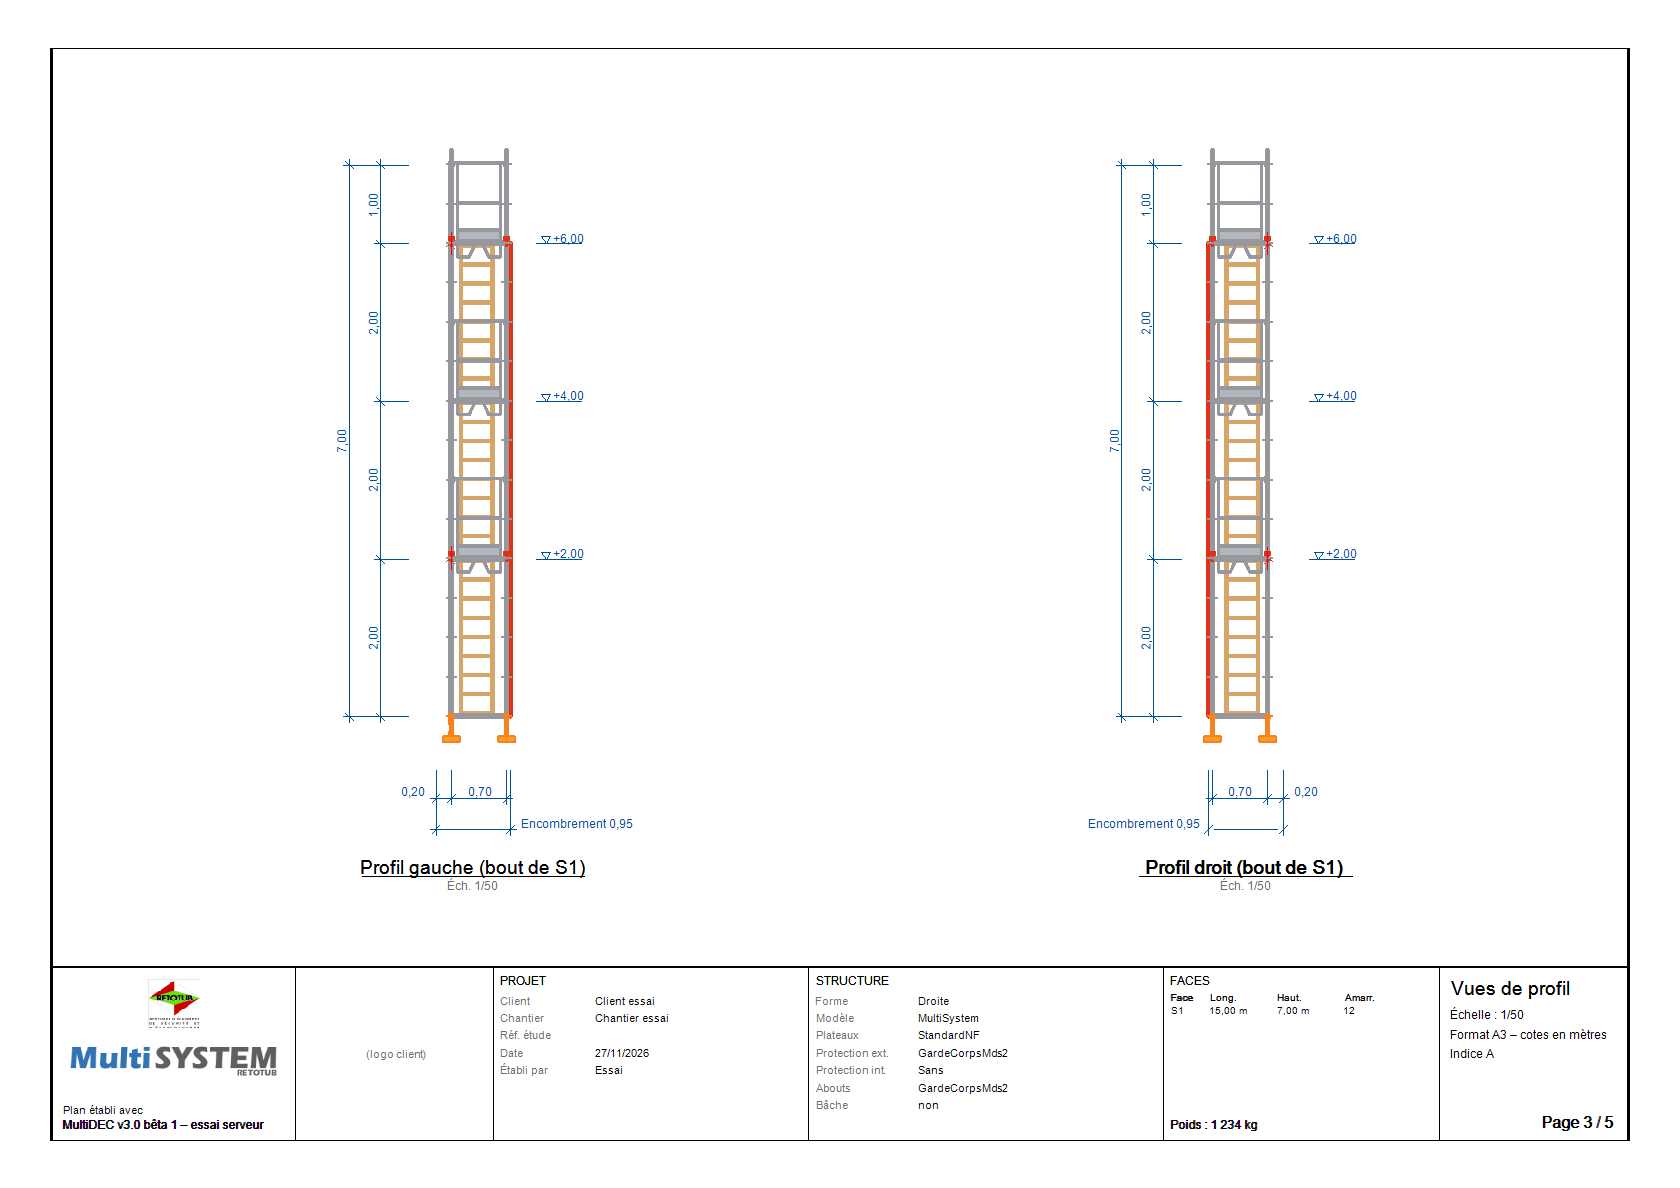 1,00
2,00
2,00
2,00
7,00
+6,00
+4,00
+2,00
0,20
0,70
Encombrement 0,95
Profil gauche (bout de S1)
Éch. 1/50
1,00
2,00
2,00
2,00
7,00
+6,00
+4,00
+2,00
0,70
0,20
Encombrement 0,95
Profil droit (bout de S1)
Éch. 1/50
RETOTUB
DE SÉCURITÉ ET
MultiSYSTEM
RETOTUB
Plan établi avec
MultiDEC v3.0 bêta 1 – essai serveur
(logo client)
PROJET
Client Client essai
Chantier Chantier essai
Réf. étude
Date 27/11/2026
Établi par Essai
STRUCTURE
Forme Droite
Modèle MultiSystem
Plateaux StandardNF
Protection ext. GardeCorpsMds2
Protection int. Sans
Abouts GardeCorpsMds2
Bâche non
FACES
Face Long. Haut. Amarr.
S1 15,00 m 7,00 m 12
Poids : 1 234 kg
Vues de profil
Échelle : 1/50
Format A3 – cotes en mètres
Indice A
Page 3 / 5